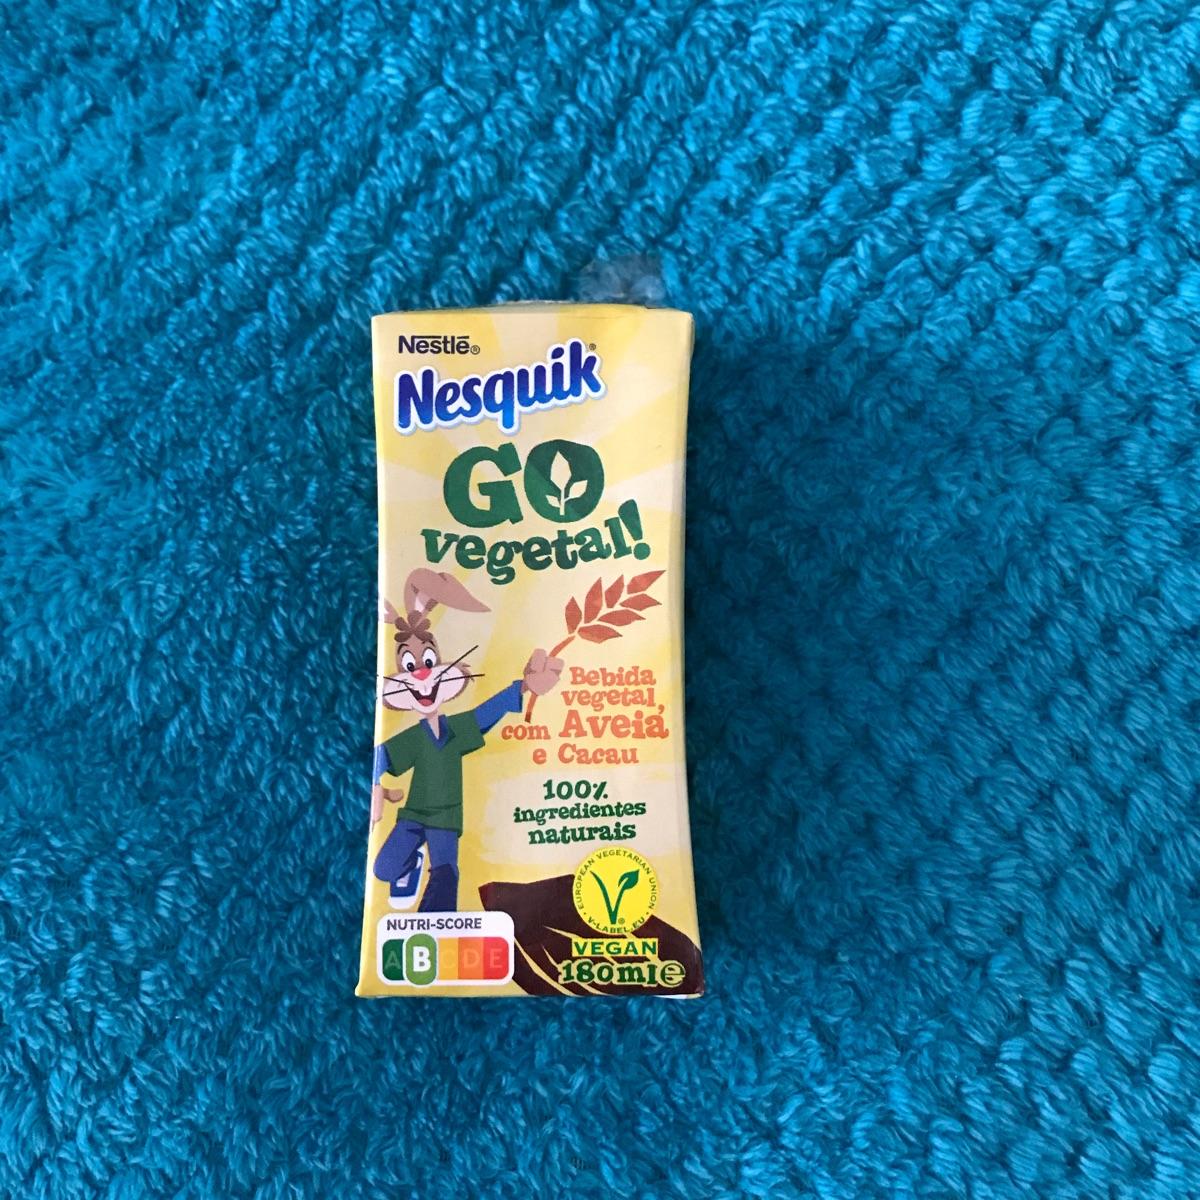 Nestlé®
Nesquik®
GO
vegetal!
Bebida
vegetal,
com Aveia
e Cacau
100%
ingredientes
naturais
EUROPEAN VEGETARIAN UNION
V-LABEL.EU
®
VEGAN
180ml℮
NUTRI-SCORE
A B C D E